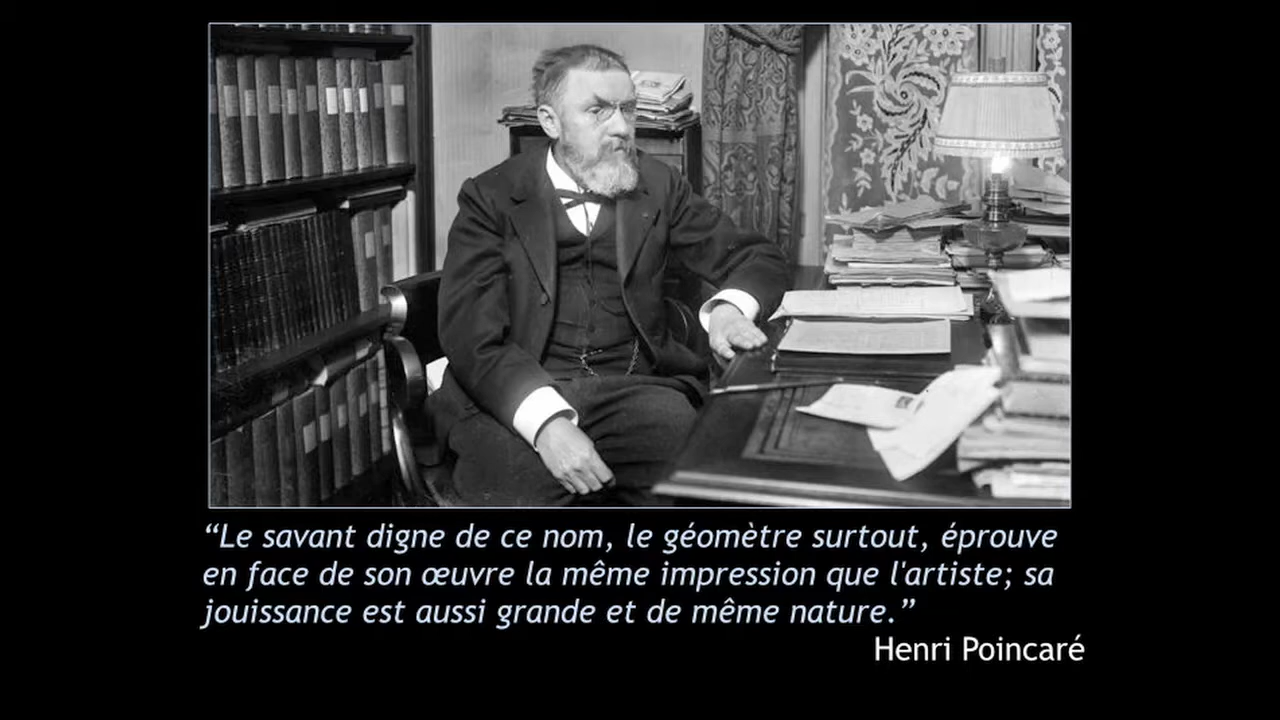 “Le savant digne de ce nom, le géomètre surtout, éprouve
en face de son œuvre la même impression que l'artiste; sa
jouissance est aussi grande et de même nature.”
Henri Poincaré